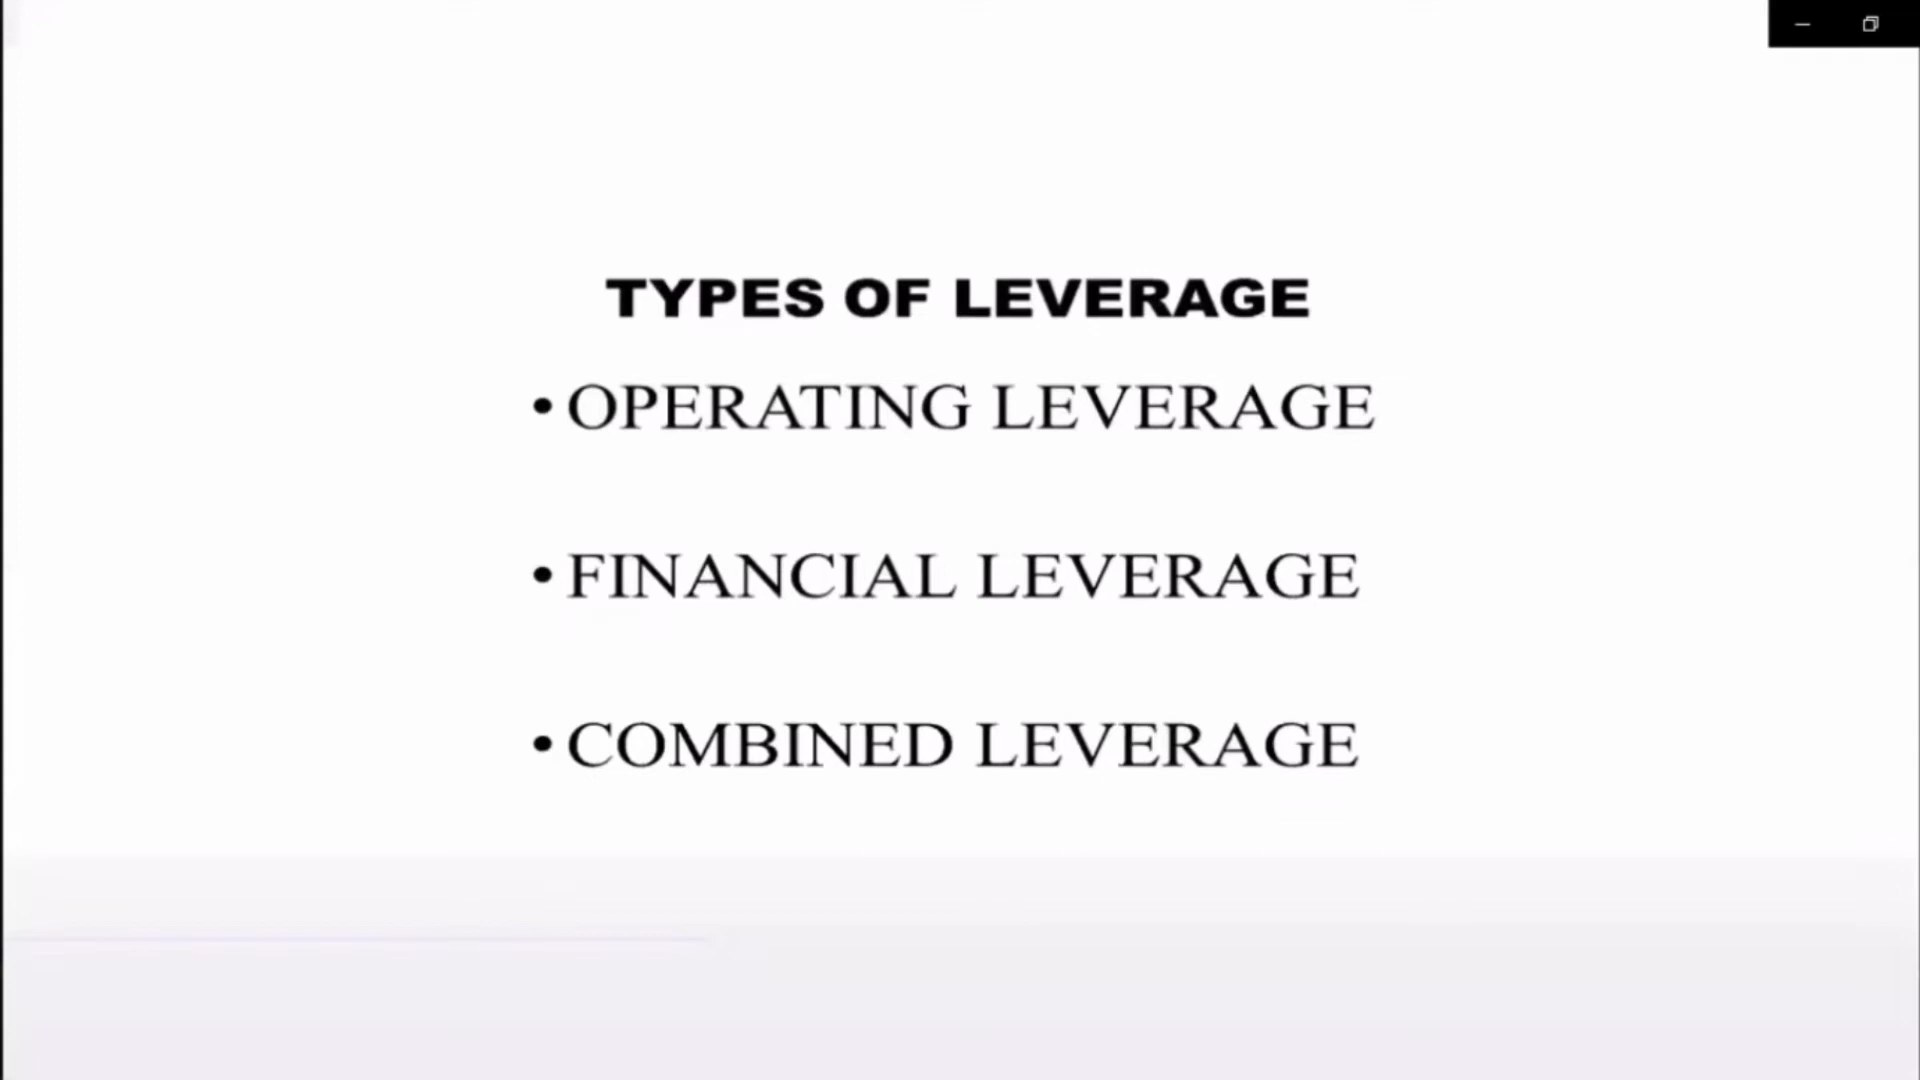 TYPES OF LEVERAGE
• OPERATING LEVERAGE
• FINANCIAL LEVERAGE
• COMBINED LEVERAGE